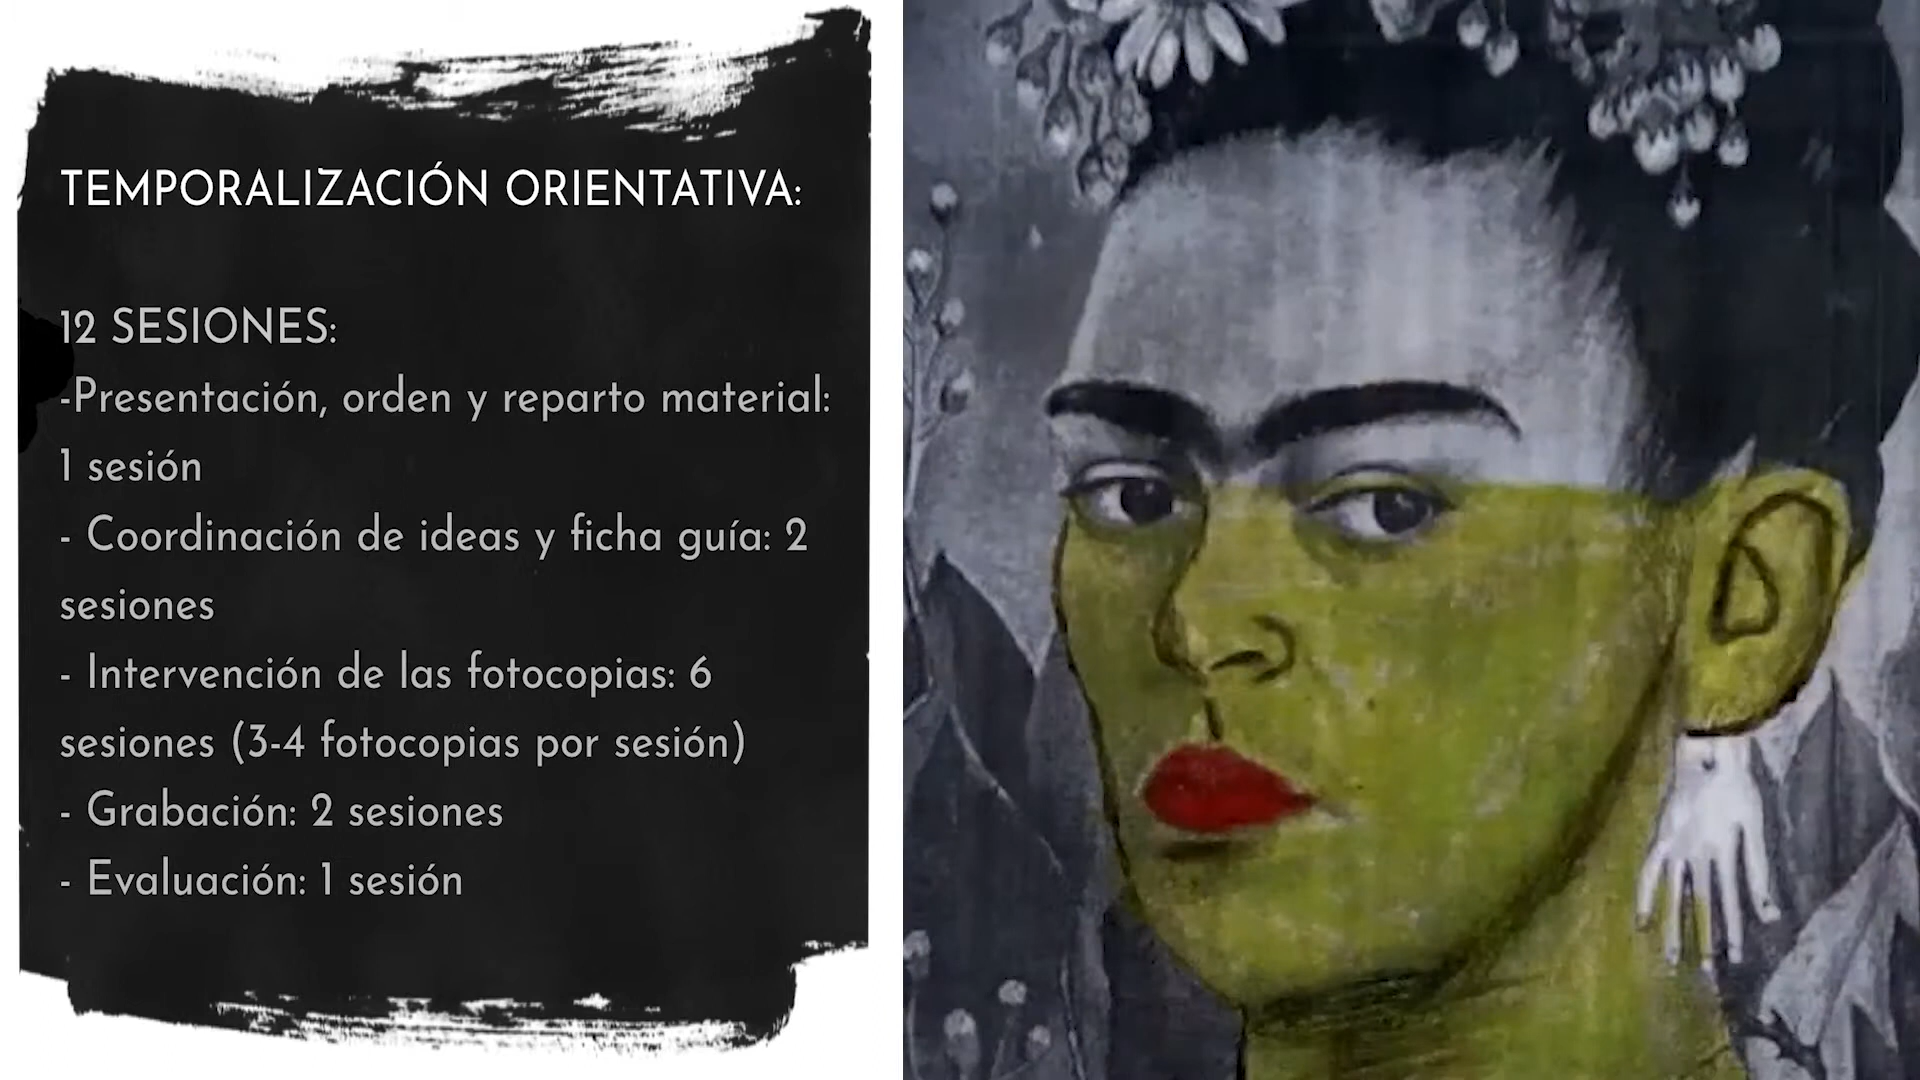 TEMPORALIZACIÓN ORIENTATIVA:
12 SESIONES:
-Presentación, orden y reparto material:
1 sesión
- Coordinación de ideas y ficha guía: 2
sesiones
- Intervención de las fotocopias: 6
sesiones (3-4 fotocopias por sesión)
- Grabación: 2 sesiones
- Evaluación: 1 sesión